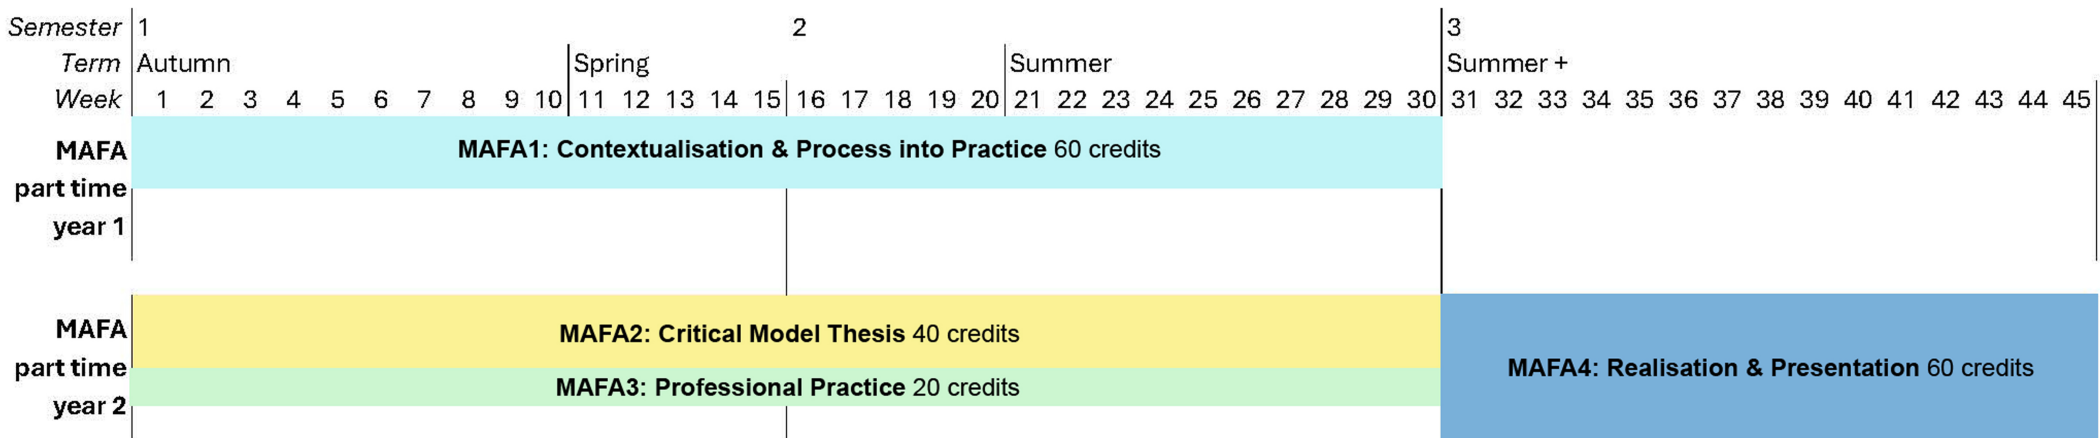 Semester 1 2 3
Term Autumn Spring Summer Summer +
Week 1 2 3 4 5 6 7 8 9 10 11 12 13 14 15 16 17 18 19 20 21 22 23 24 25 26 27 28 29 30 31 32 33 34 35 36 37 38 39 40 41 42 43 44 45
MAFA
part time
year 1
MAFA1: Contextualisation & Process into Practice 60 credits
MAFA
part time
year 2
MAFA2: Critical Model Thesis 40 credits
MAFA3: Professional Practice 20 credits
MAFA4: Realisation & Presentation 60 credits